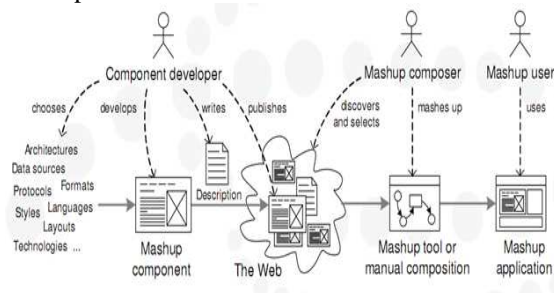 Component developer
Mashup composer
Mashup user
chooses
develops
writes
publishes
discovers
and selects
mashes up
uses
Architectures
Data sources
Protocols Formats
Styles Languages
Layouts
Technologies ...
Description
Mashup
component
The Web
Mashup tool or
manual composition
Mashup
application